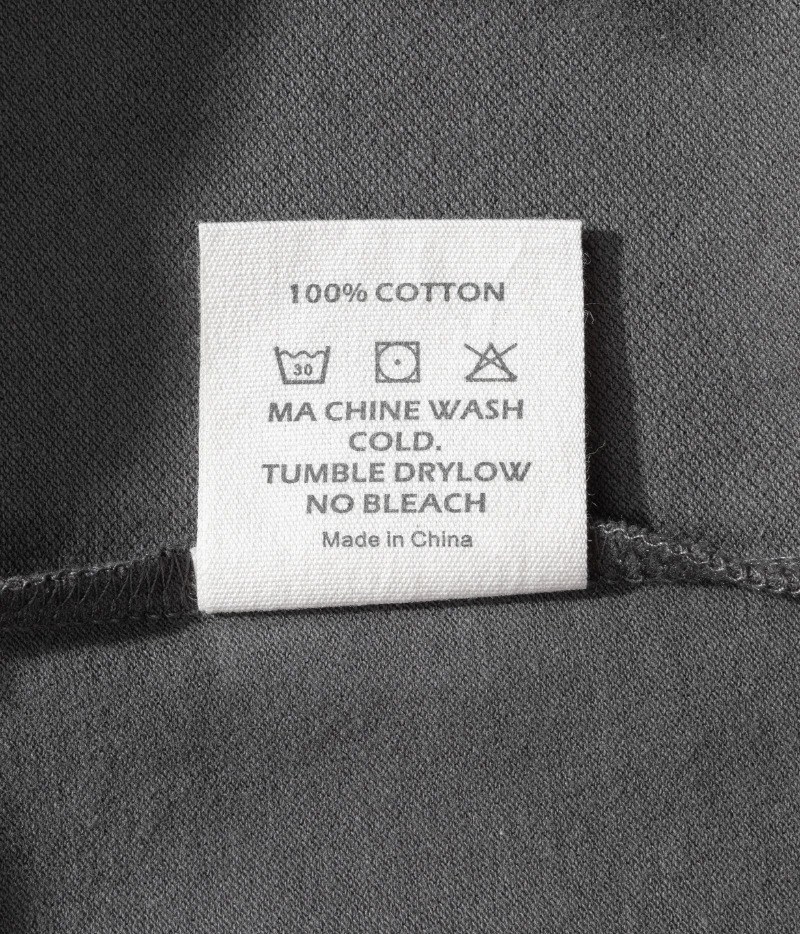 100% COTTON
30
MA CHINE WASH
COLD.
TUMBLE DRYLOW
NO BLEACH
Made in China